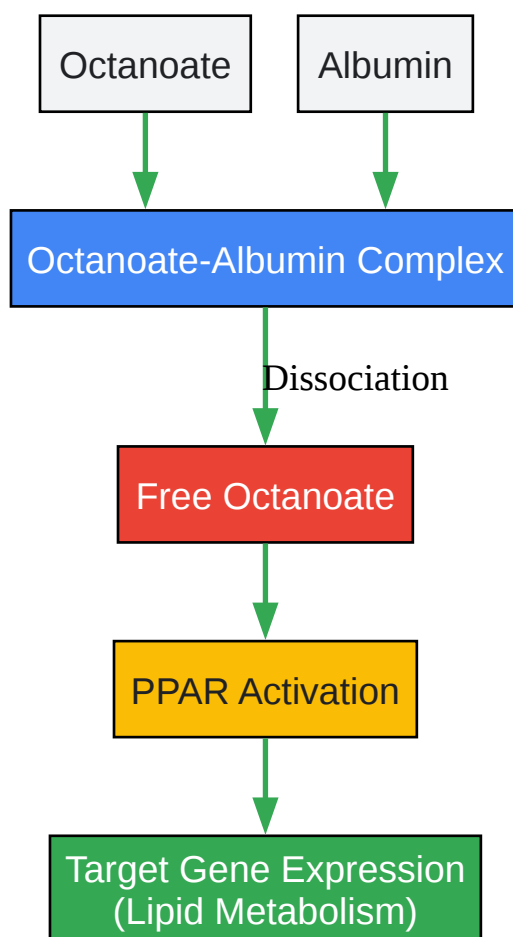 Octanoate
Albumin
Octanoate-Albumin Complex
Dissociation
Free Octanoate
PPAR Activation
Target Gene Expression
(Lipid Metabolism)